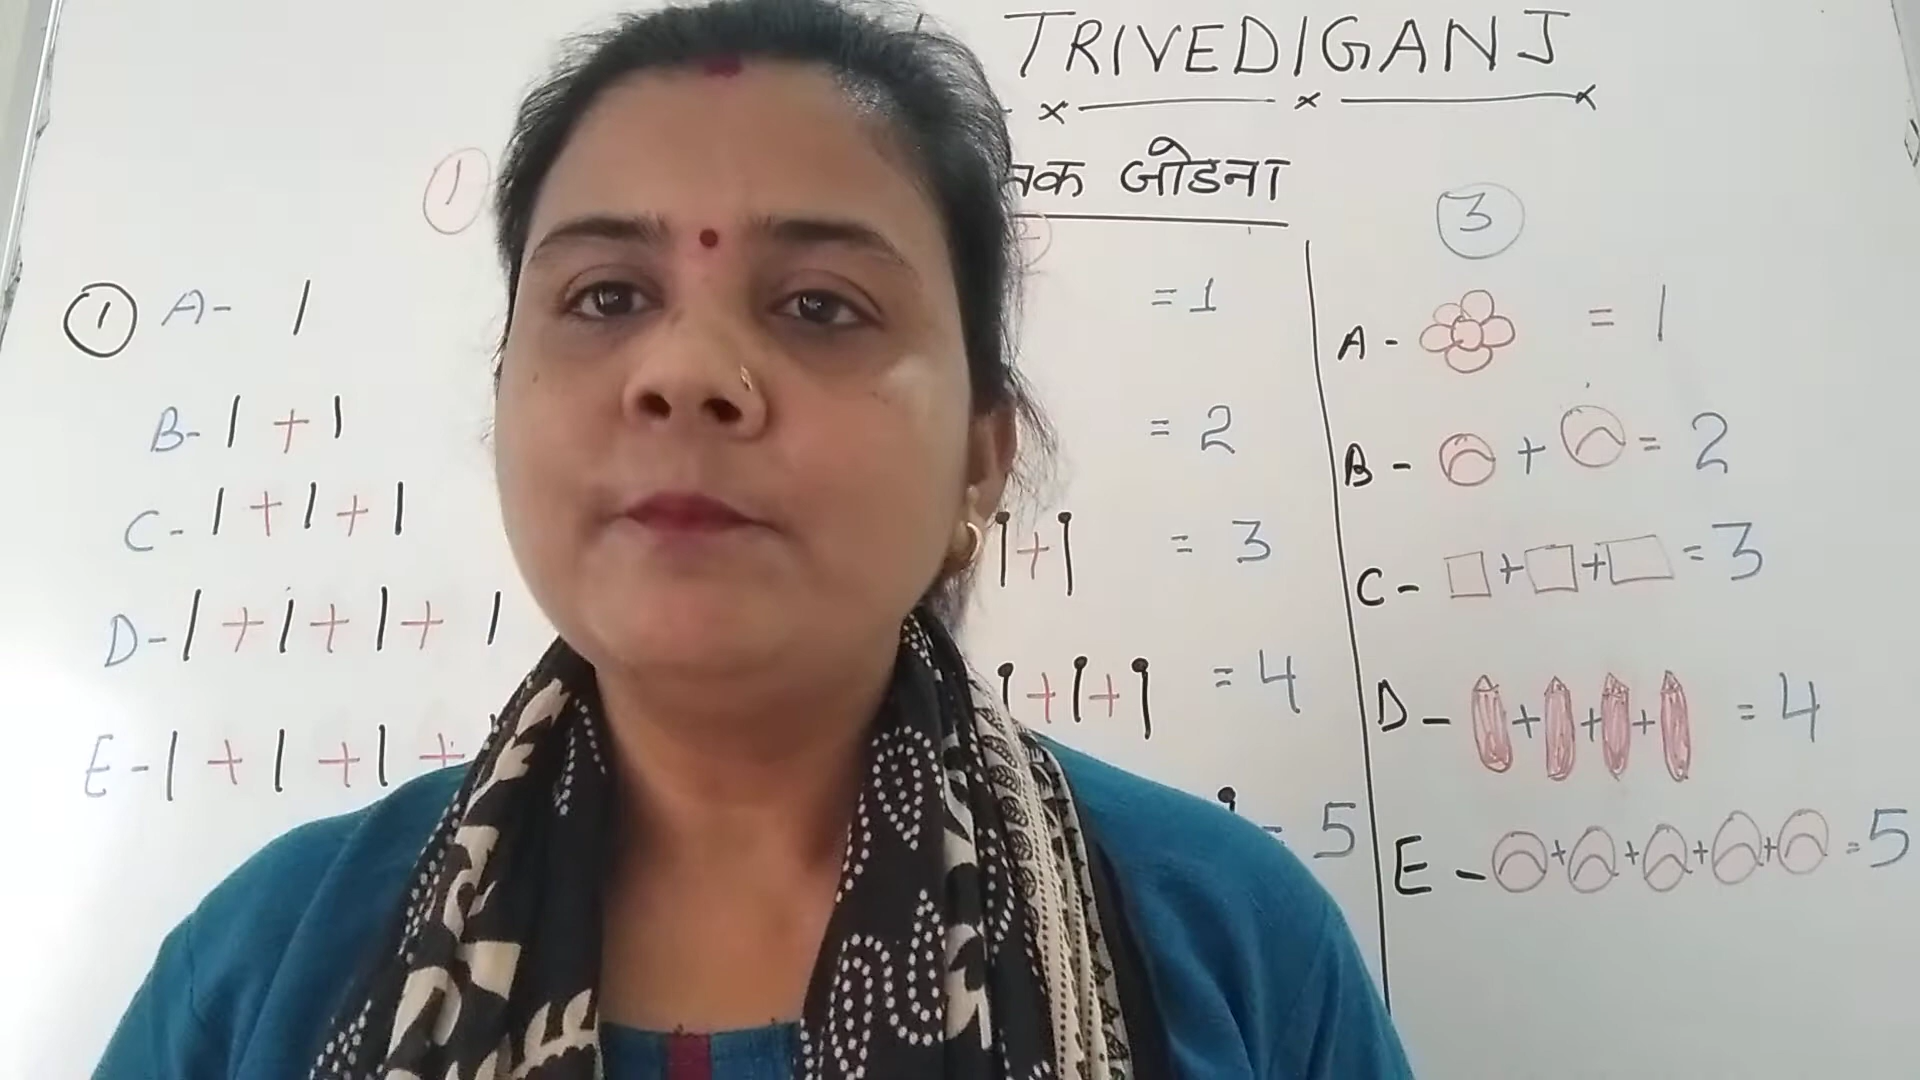 TRIVEDIGANJ
× × ×
तक जोडना
1 3
1 A- 1 = 1 A- = 1
B- 1 + 1 = 2 B- + = 2
C- 1 + 1 + 1 1+1 = 3 C- + + = 3
D- 1 + 1 + 1 + 1 1+1+1 = 4 D- + + + = 4
E- 1 + 1 + 1 + = 5 E- + + + + = 5